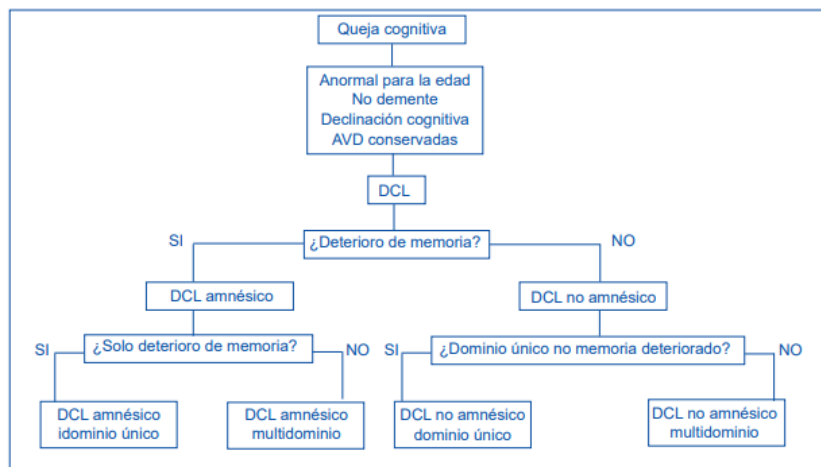 Queja cognitiva
Anormal para la edad
No demente
Declinación cognitiva
AVD conservadas
DCL
SI
¿Deterioro de memoria?
NO
DCL amnésico
DCL no amnésico
SI
¿Solo deterioro de memoria?
NO
SI
¿Dominio único no memoria deteriorado?
NO
DCL amnésico
idominio único
DCL amnésico
multidominio
DCL no amnésico
dominio único
DCL no amnésico
multidominio